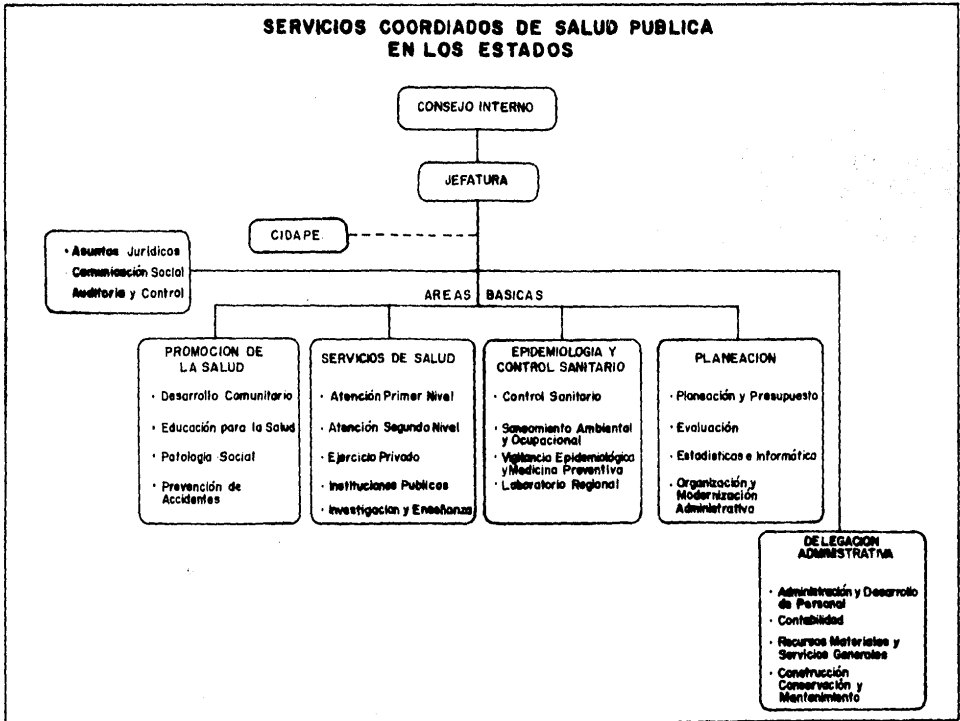 SERVICIOS COORDIADOS DE SALUD PUBLICA
EN LOS ESTADOS
CONSEJO INTERNO
JEFATURA
CIDAPE
• Asuntos Jurídicos
Comunicación Social
Auditoria y Control
AREAS BASICAS
PROMOCION DE
LA SALUD
• Desarrollo Comunitario
• Educación para la Salud
• Patología Social
• Prevención de
Accidentes
SERVICIOS DE SALUD
• Atención Primer Nivel
• Atención Segundo Nivel
• Ejercicio Privado
• Instituciones Publicas
• Investigacion y Enseñanza
EPIDEMIOLOGIA Y
CONTROL SANITARIO
• Control Sanitario
• Saneamiento Ambiental
y Ocupacional
• Vigilancia Epidemiológica
y Medicina Preventiva
• Laboratorio Regional
PLANEACION
• Planeación y Presupuesto
• Evaluación
• Estadísticas e Informática
• Organización y
Modernización
Administrativa
DELEGACION
ADMINISTRATIVA
• Administración y Desarrollo
de Personal
• Contabilidad
• Recursos Materiales y
Servicios Generales
• Construcción
Conservación y
Mantenimiento